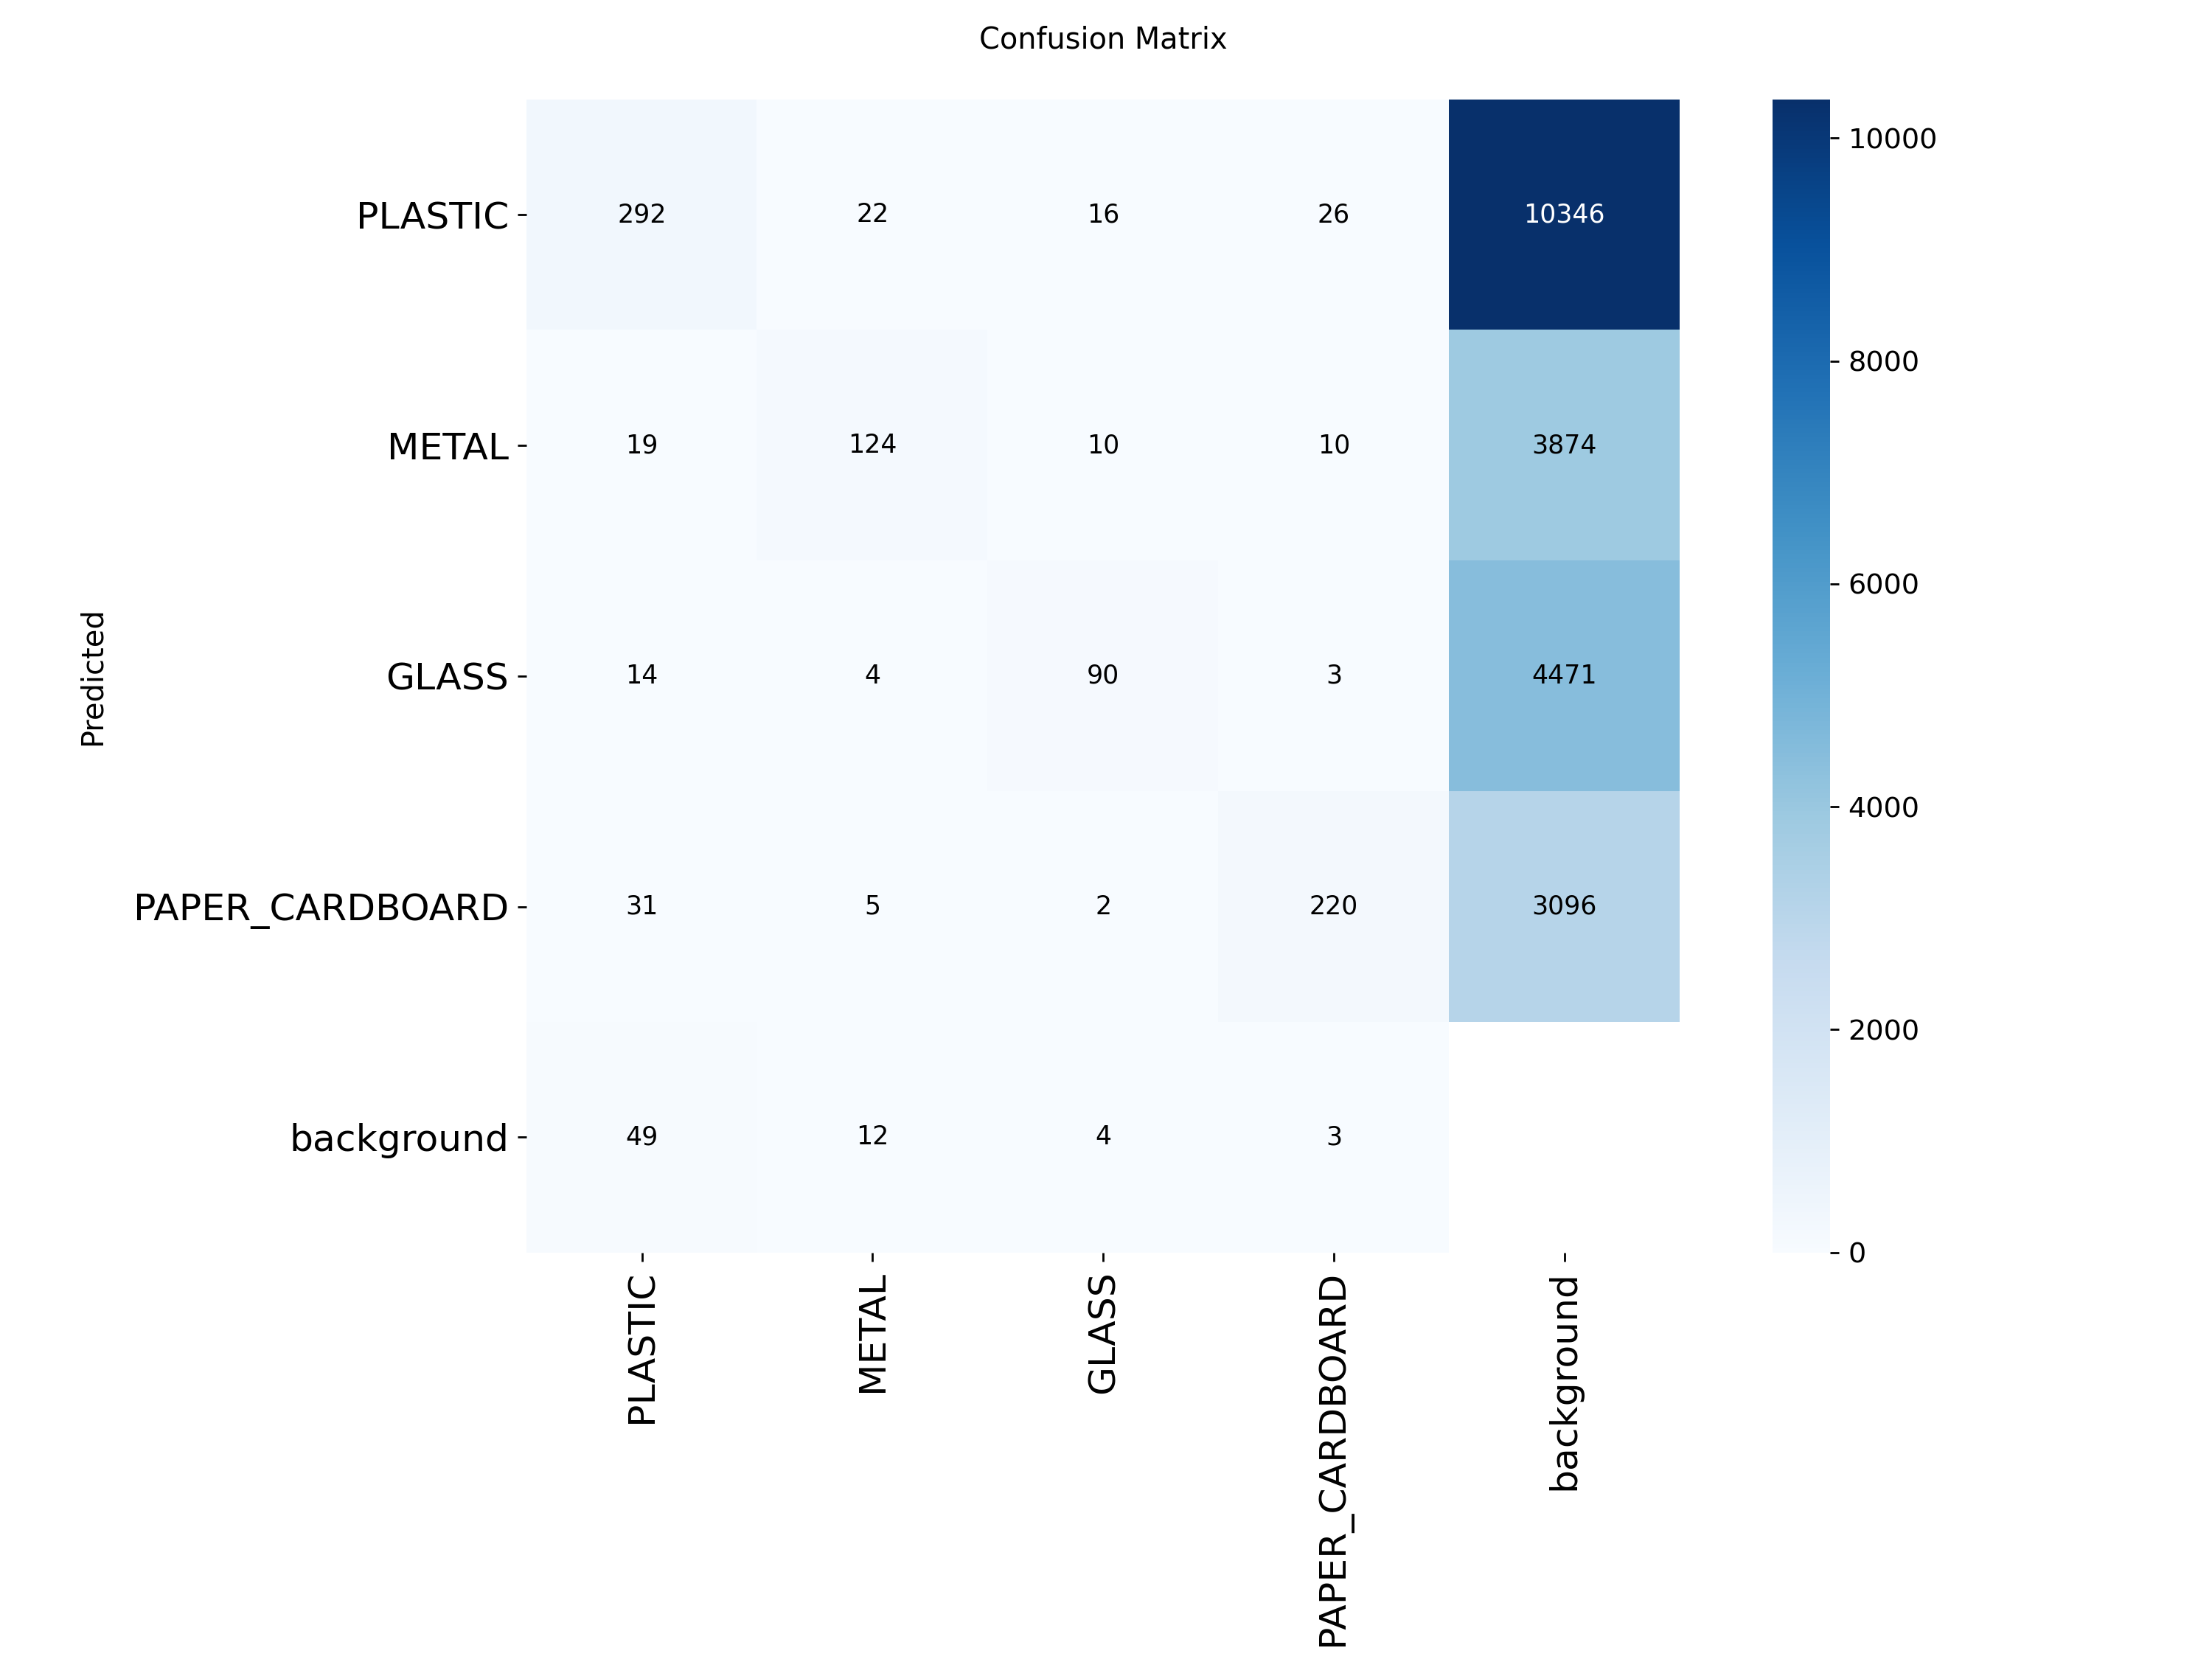 Confusion Matrix
PLASTIC 292 22 16 26 10346
METAL 19 124 10 10 3874
GLASS 14 4 90 3 4471
PAPER_CARDBOARD 31 5 2 220 3096
background 49 12 4 3
Predicted
PLASTIC
METAL
GLASS
PAPER_CARDBOARD
background
10000
8000
6000
4000
2000
0